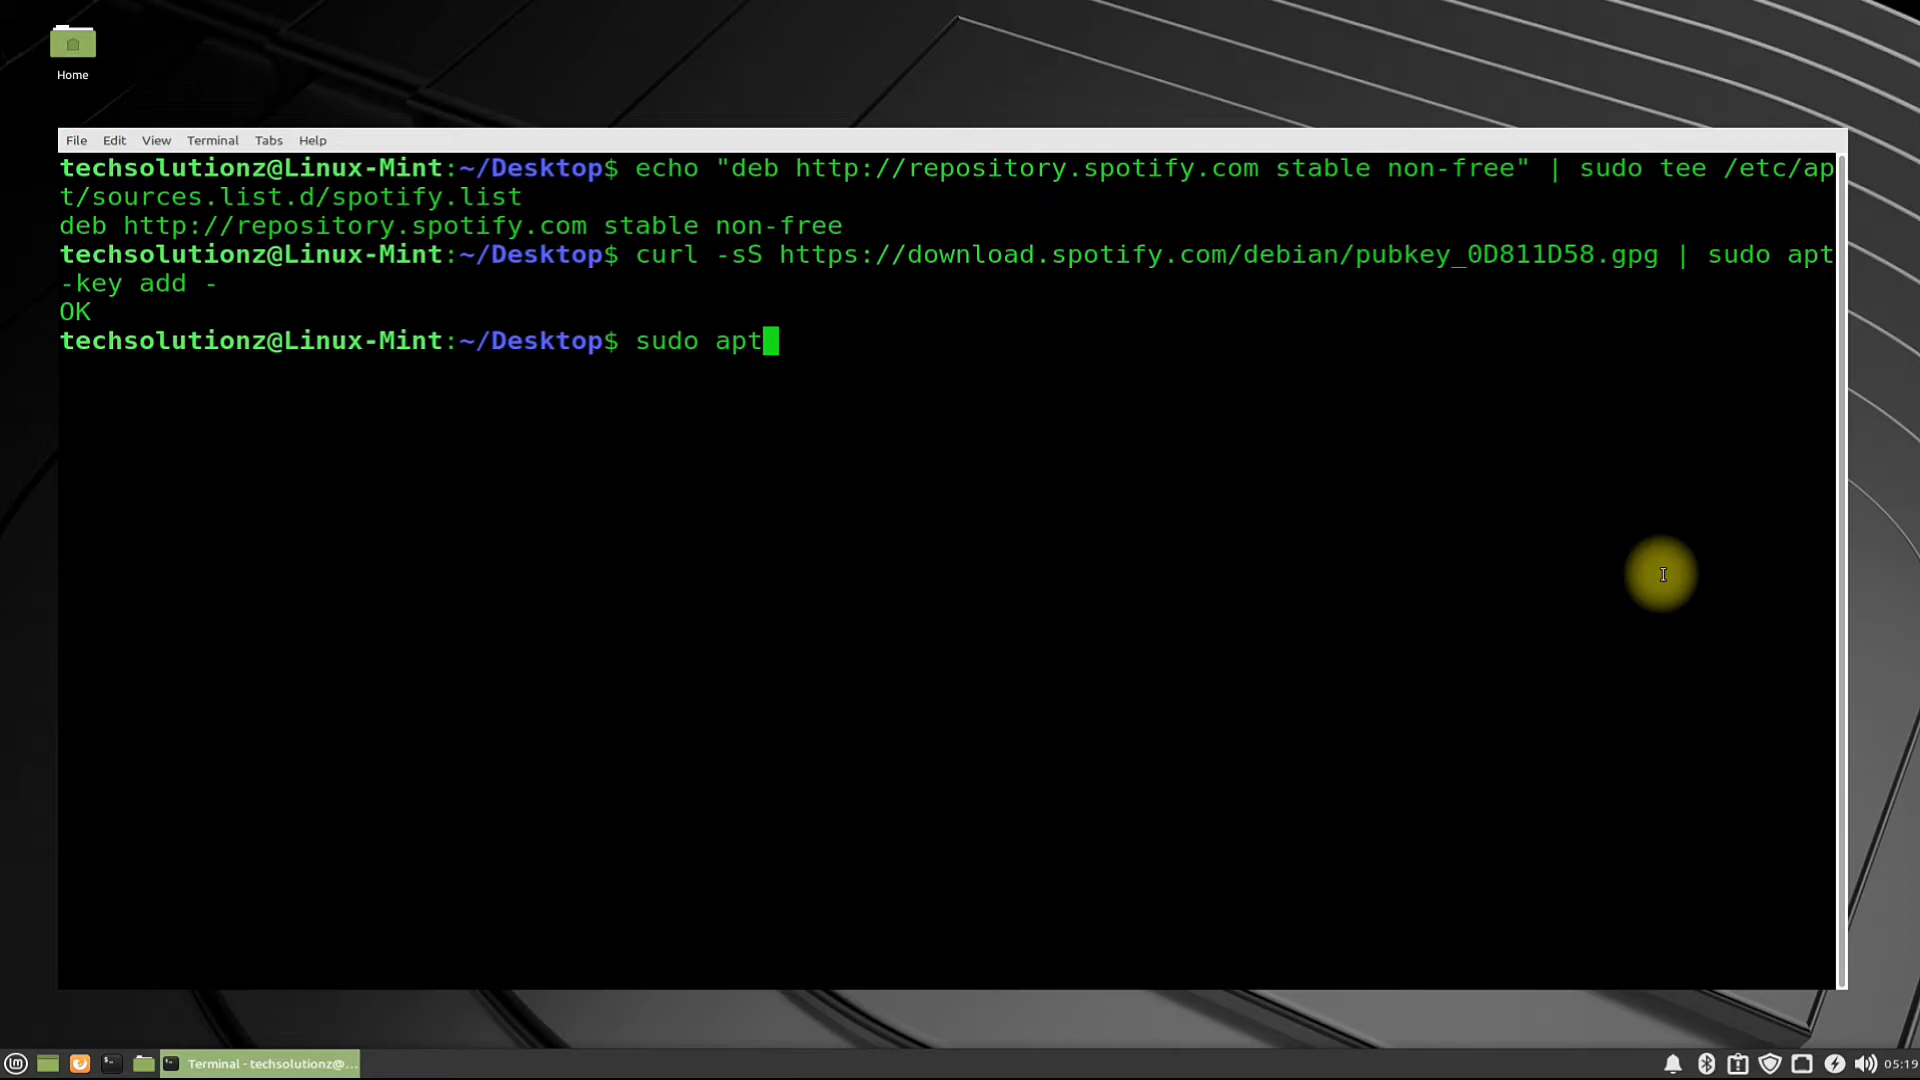 Home
File Edit View Terminal Tabs Help
techsolutionz@Linux-Mint:~/Desktop$ echo "deb http://repository.spotify.com stable non-free" | sudo tee /etc/ap
t/sources.list.d/spotify.list
deb http://repository.spotify.com stable non-free
techsolutionz@Linux-Mint:~/Desktop$ curl -sS https://download.spotify.com/debian/pubkey_0D811D58.gpg | sudo apt
-key add -
OK
techsolutionz@Linux-Mint:~/Desktop$ sudo apt
Terminal - techsolutionz@...
05:19